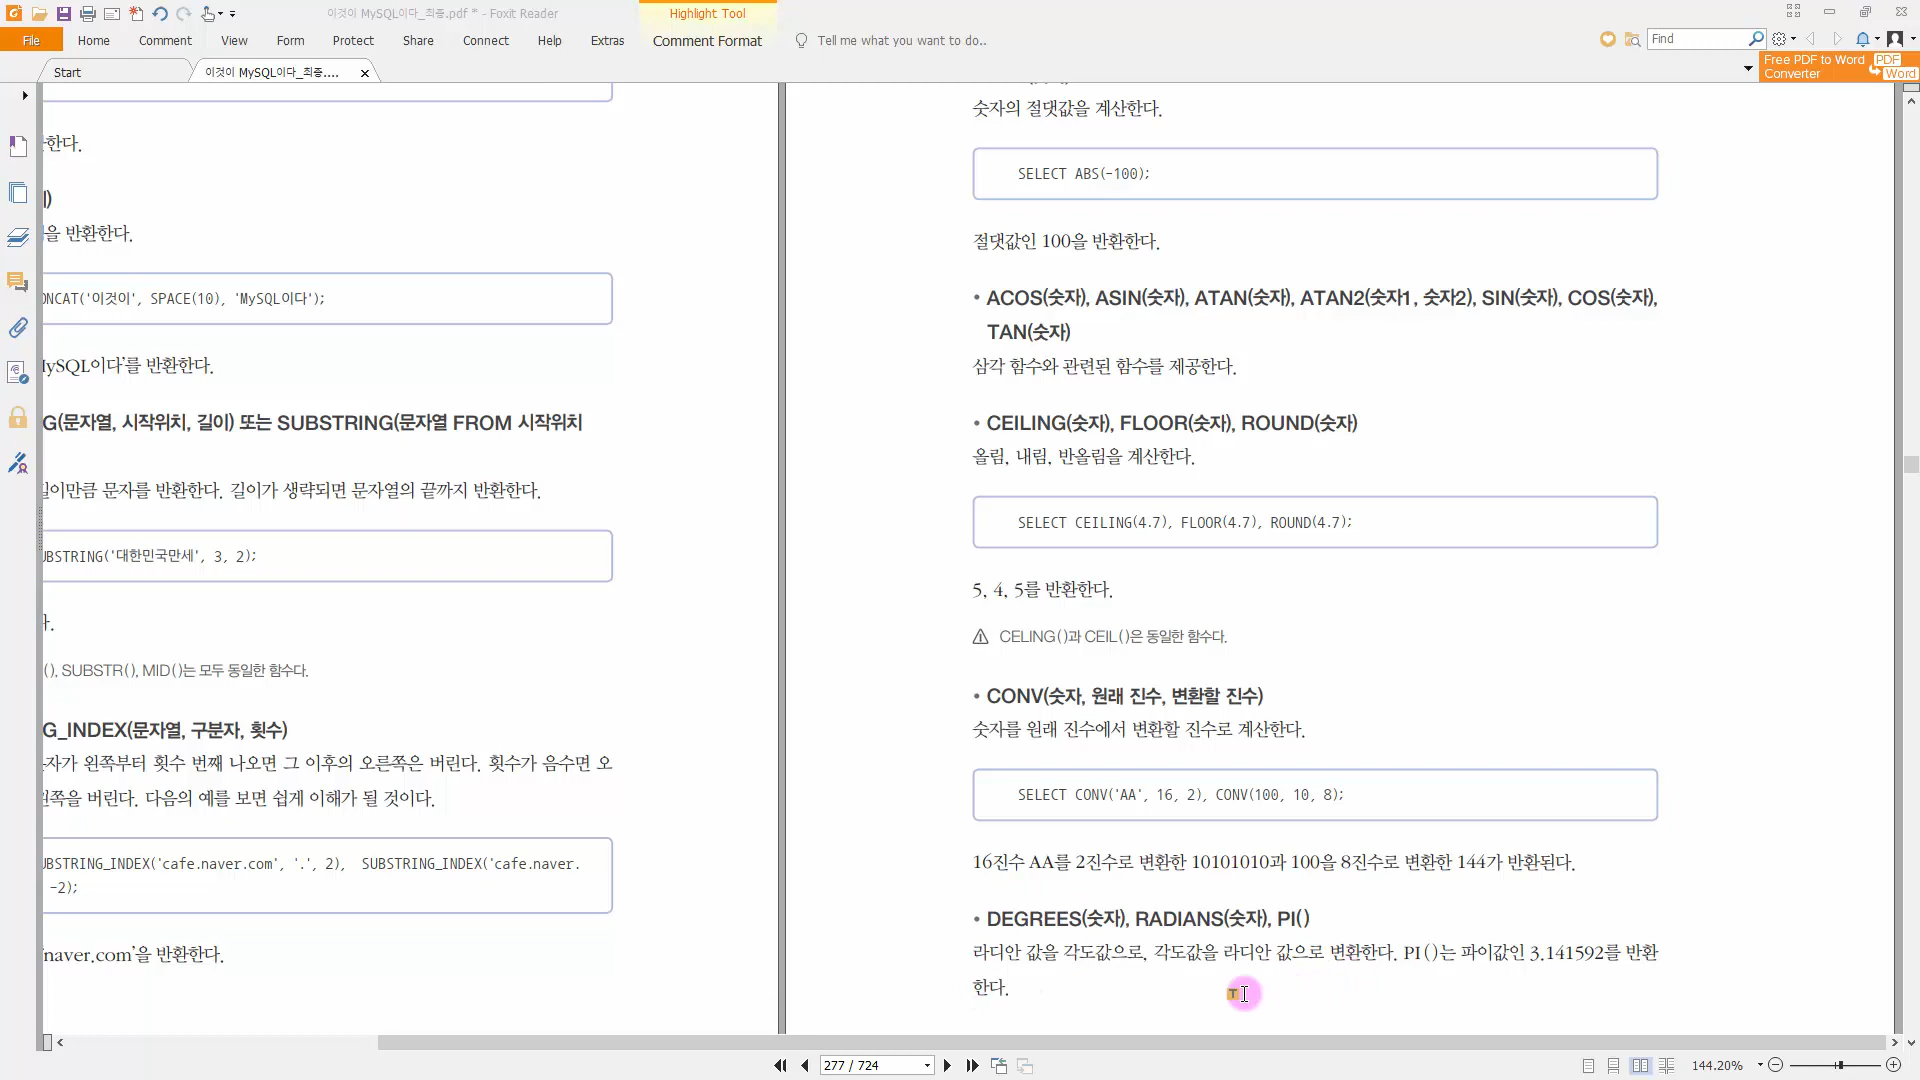 이것이 MySQL이다_최종.pdf * - Foxit Reader
Highlight Tool
File
Home
Comment
View
Form
Protect
Share
Connect
Help
Extras
Comment Format
Tell me what you want to do..
Find
Start
이것이 MySQL이다_최종....
Free PDF to Word
Converter
PDF
Word
한다.
을 반환한다.
ONCAT('이것이', SPACE(10), 'MySQL이다');
MySQL이다’를 반환한다.
G(문자열, 시작위치, 길이) 또는 SUBSTRING(문자열 FROM 시작위치
길이만큼 문자를 반환한다. 길이가 생략되면 문자열의 끝까지 반환한다.
UBSTRING('대한민국만세', 3, 2);
다.
(), SUBSTR(), MID()는 모두 동일한 함수다.
G_INDEX(문자열, 구분자, 횟수)
자가 왼쪽부터 횟수 번째 나오면 그 이후의 오른쪽은 버린다. 횟수가 음수면 오
왼쪽을 버린다. 다음의 예를 보면 쉽게 이해가 될 것이다.
UBSTRING_INDEX('cafe.naver.com', '.', 2), SUBSTRING_INDEX('cafe.naver.
-2);
naver.com’을 반환한다.
숫자의 절댓값을 계산한다.
SELECT ABS(-100);
절댓값인 100을 반환한다.
• ACOS(숫자), ASIN(숫자), ATAN(숫자), ATAN2(숫자1, 숫자2), SIN(숫자), COS(숫자),
TAN(숫자)
삼각 함수와 관련된 함수를 제공한다.
• CEILING(숫자), FLOOR(숫자), ROUND(숫자)
올림, 내림, 반올림을 계산한다.
SELECT CEILING(4.7), FLOOR(4.7), ROUND(4.7);
5, 4, 5를 반환한다.
CELING()과 CEIL()은 동일한 함수다.
• CONV(숫자, 원래 진수, 변환할 진수)
숫자를 원래 진수에서 변환할 진수로 계산한다.
SELECT CONV('AA', 16, 2), CONV(100, 10, 8);
16진수 AA를 2진수로 변환한 10101010과 100을 8진수로 변환한 144가 반환된다.
• DEGREES(숫자), RADIANS(숫자), PI()
라디안 값을 각도값으로, 각도값을 라디안 값으로 변환한다. PI()는 파이값인 3.141592를 반환
한다.
277 / 724
144.20%